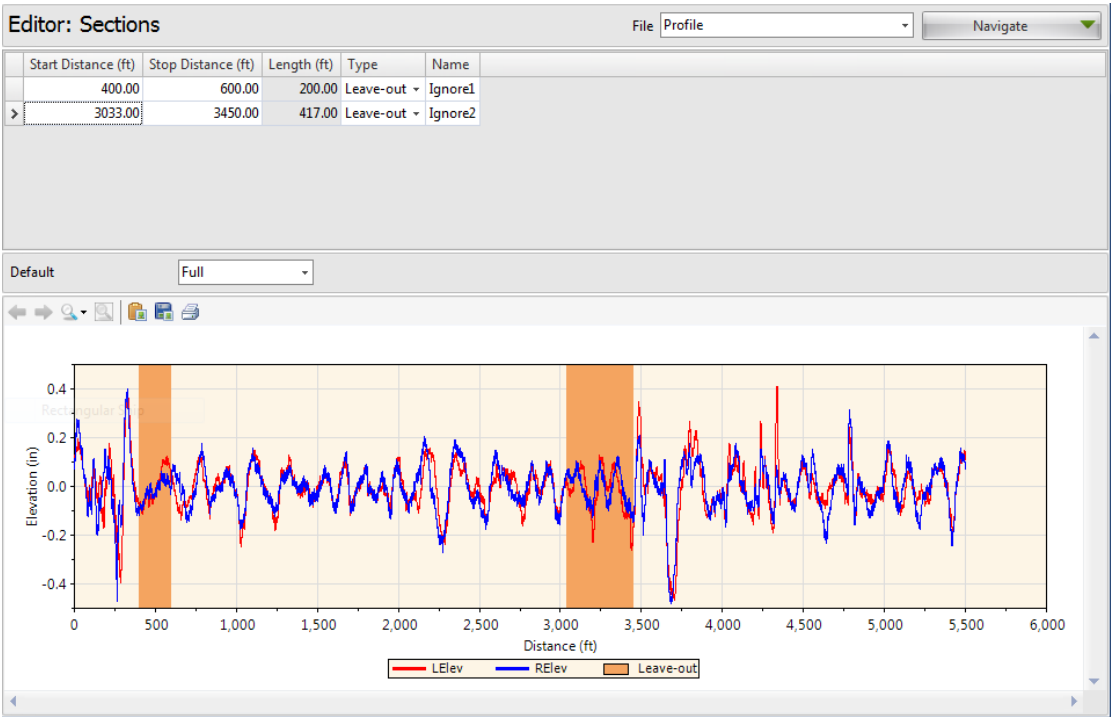 Editor: Sections File Profile Navigate
Start Distance (ft) Stop Distance (ft) Length (ft) Type Name
400.00 600.00 200.00 Leave-out Ignore1
3033.00 3450.00 417.00 Leave-out Ignore2
Default Full
0.4
Rectangular Snip
0.2
0.0
-0.2
-0.4
Elevation (in)
0 500 1,000 1,500 2,000 2,500 3,000 3,500 4,000 4,500 5,000 5,500 6,000
Distance (ft)
LElev RElev Leave-out